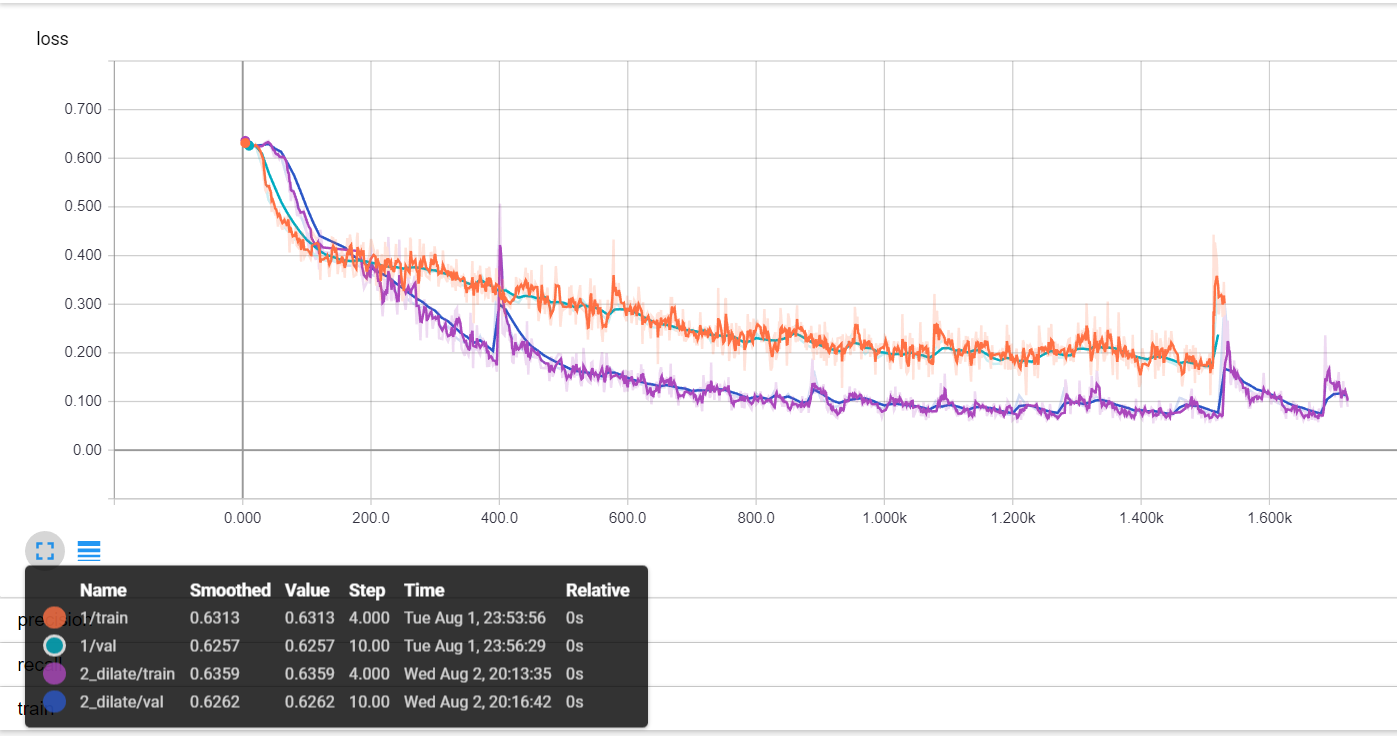 loss
0.700
0.600
0.500
0.400
0.300
0.200
0.100
0.00
0.000 200.0 400.0 600.0 800.0 1.000k 1.200k 1.400k 1.600k
Name Smoothed Value Step Time Relative
precision
1/train 0.6313 0.6313 4.000 Tue Aug 1, 23:53:56 0s
1/val 0.6257 0.6257 10.00 Tue Aug 1, 23:56:29 0s
recall
2_dilate/train 0.6359 0.6359 4.000 Wed Aug 2, 20:13:35 0s
2_dilate/val 0.6262 0.6262 10.00 Wed Aug 2, 20:16:42 0s
train